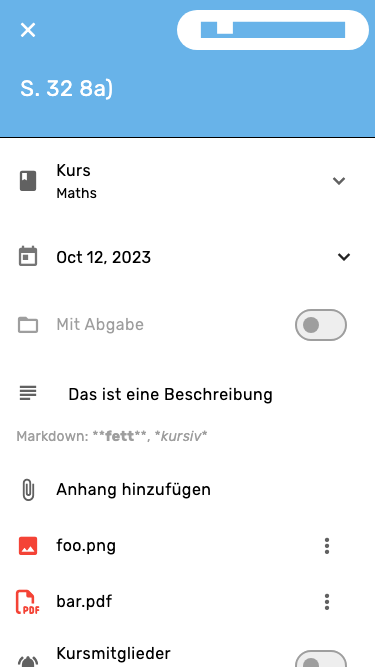 S. 32 8a)
Kurs
Maths
Oct 12, 2023
Mit Abgabe
Das ist eine Beschreibung
Markdown: **fett**, *kursiv*
Anhang hinzufügen
foo.png
PDF
bar.pdf
Kursmitglieder